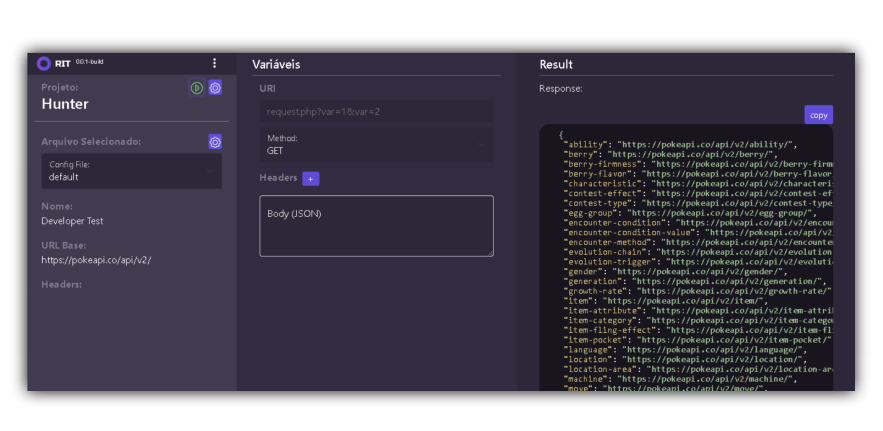 RIT 0.0.1-build
Projeto:
Hunter
Arquivo Selecionado:
Config File:
default
Nome:
Developer Test
URL Base:
https://pokeapi.co/api/v2/
Headers:
Variáveis
URI
request.php?var=1&var=2
Method:
GET
Headers +
Body (JSON)
Result
Response:
copy
{
"ability": "https://pokeapi.co/api/v2/ability/",
"berry": "https://pokeapi.co/api/v2/berry/",
"berry-firmness": "https://pokeapi.co/api/v2/berry-firm
"berry-flavor": "https://pokeapi.co/api/v2/berry-flavor
"characteristic": "https://pokeapi.co/api/v2/characteri
"contest-effect": "https://pokeapi.co/api/v2/contest-ef
"contest-type": "https://pokeapi.co/api/v2/contest-type
"egg-group": "https://pokeapi.co/api/v2/egg-group/",
"encounter-condition": "https://pokeapi.co/api/v2/encou
"encounter-condition-value": "https://pokeapi.co/api/v2
"encounter-method": "https://pokeapi.co/api/v2/encounte
"evolution-chain": "https://pokeapi.co/api/v2/evolution
"evolution-trigger": "https://pokeapi.co/api/v2/evoluti
"gender": "https://pokeapi.co/api/v2/gender/",
"generation": "https://pokeapi.co/api/v2/generation/",
"growth-rate": "https://pokeapi.co/api/v2/growth-rate/"
"item": "https://pokeapi.co/api/v2/item/",
"item-attribute": "https://pokeapi.co/api/v2/item-attri
"item-category": "https://pokeapi.co/api/v2/item-catego
"item-fling-effect": "https://pokeapi.co/api/v2/item-fl
"item-pocket": "https://pokeapi.co/api/v2/item-pocket/"
"language": "https://pokeapi.co/api/v2/language/",
"location": "https://pokeapi.co/api/v2/location/",
"location-area": "https://pokeapi.co/api/v2/location-ar
"machine": "https://pokeapi.co/api/v2/machine/",
"move": "https://pokeapi.co/api/v2/move/",